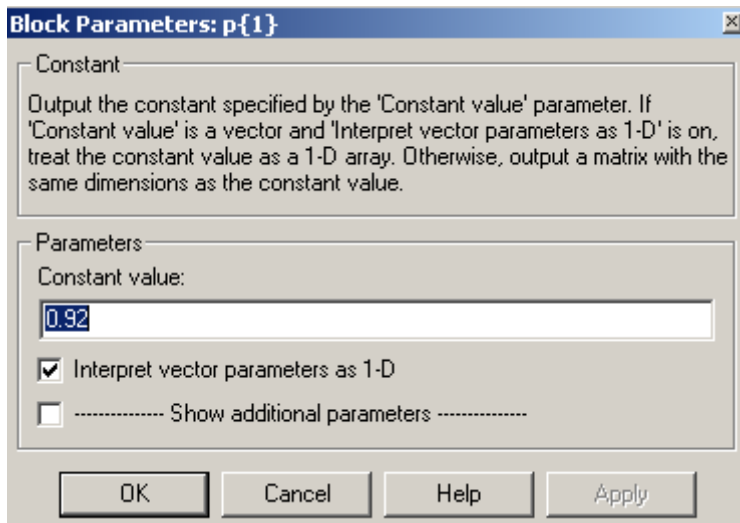 Block Parameters: p{1}
Constant
Output the constant specified by the 'Constant value' parameter. If
'Constant value' is a vector and 'Interpret vector parameters as 1-D' is on,
treat the constant value as a 1-D array. Otherwise, output a matrix with the
same dimensions as the constant value.
Parameters
Constant value:
0.92
Interpret vector parameters as 1-D
--------------- Show additional parameters ---------------
OK Cancel Help Apply